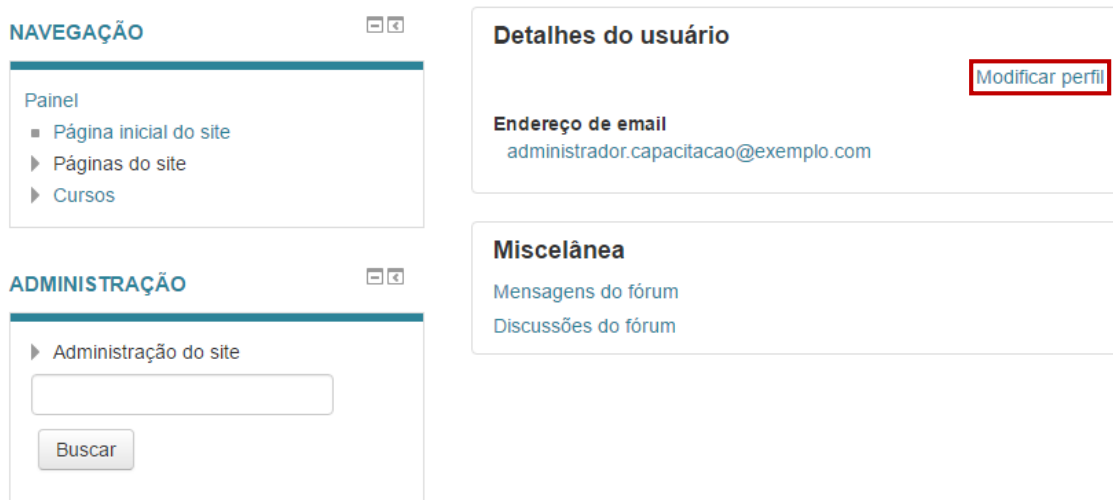 NAVEGAÇÃO
Painel
Página inicial do site
Páginas do site
Cursos
ADMINISTRAÇÃO
Administração do site
Buscar
Detalhes do usuário
Modificar perfil
Endereço de email
administrador.capacitacao@exemplo.com
Miscelânea
Mensagens do fórum
Discussões do fórum